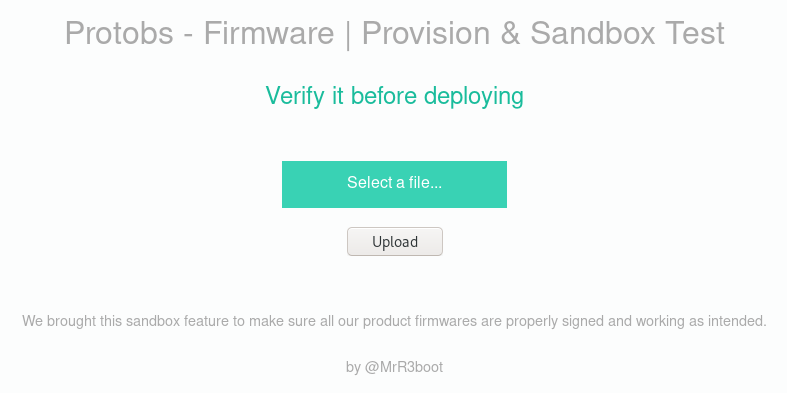 Protobs - Firmware | Provision & Sandbox Test
Verify it before deploying
Select a file...
Upload
We brought this sandbox feature to make sure all our product firmwares are properly signed and working as intended.
by @MrR3boot